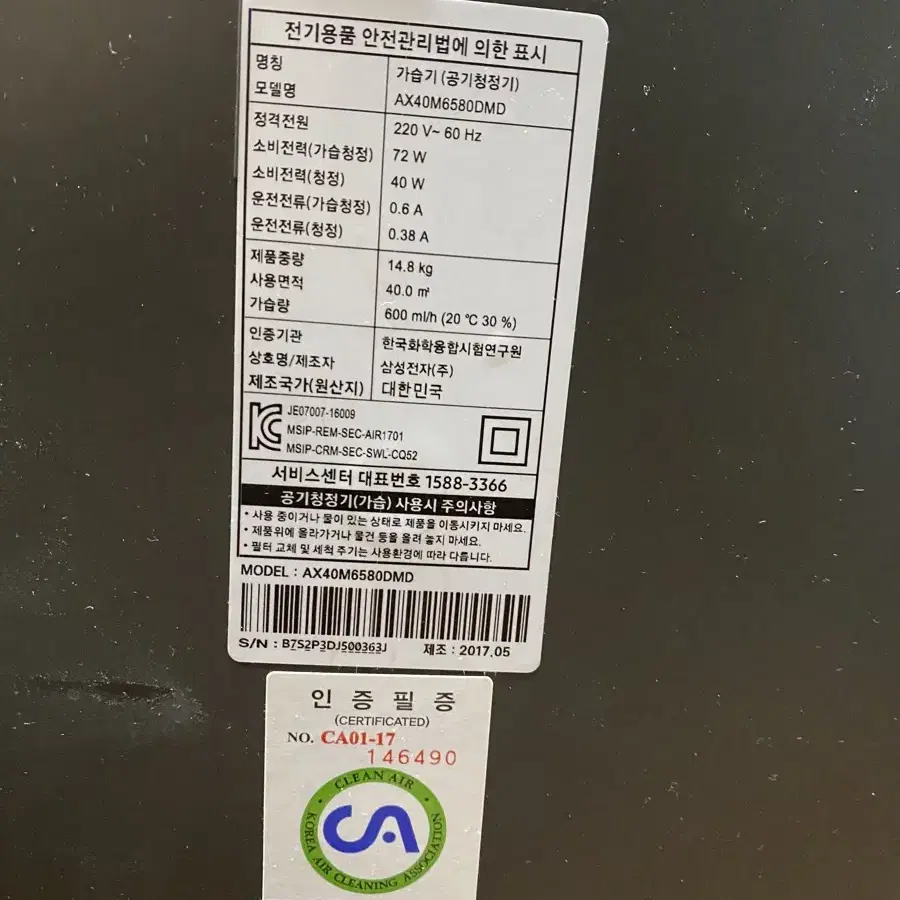 전기용품 안전관리법에 의한 표시
명칭 가습기 (공기청정기)
모델명 AX40M6580DMD
정격전원 220 V~ 60 Hz
소비전력(가습청정) 72 W
소비전력(청정) 40 W
운전전류(가습청정) 0.6 A
운전전류(청정) 0.38 A
제품중량 14.8 kg
사용면적 40.0 ㎡
가습량 600 ml/h (20 ℃ 30 %)
인증기관 한국화학융합시험연구원
상호명/제조자 삼성전자(주)
제조국가(원산지) 대한민국
JE07007-16009
MSIP-REM-SEC-AIR1701
MSIP-CRM-SEC-SWL-CQ52
서비스센터 대표번호 1588-3366
공기청정기(가습) 사용시 주의사항
• 사용 중이거나 물이 있는 상태로 제품을 이동시키지 마세요.
• 제품위에 올라가거나 물건 등을 올려 놓지 마세요.
• 필터 교체 및 세척 주기는 사용환경에 따라 다릅니다.
MODEL : AX40M6580DMD
S/N : B7S2P3DJ500363J 제조 : 2017.05
인증필증
(CERTIFICATED)
NO. CA01-17
146490
CLEAN AIR
CA
KOREA AIR CLEANING ASSOCIATION